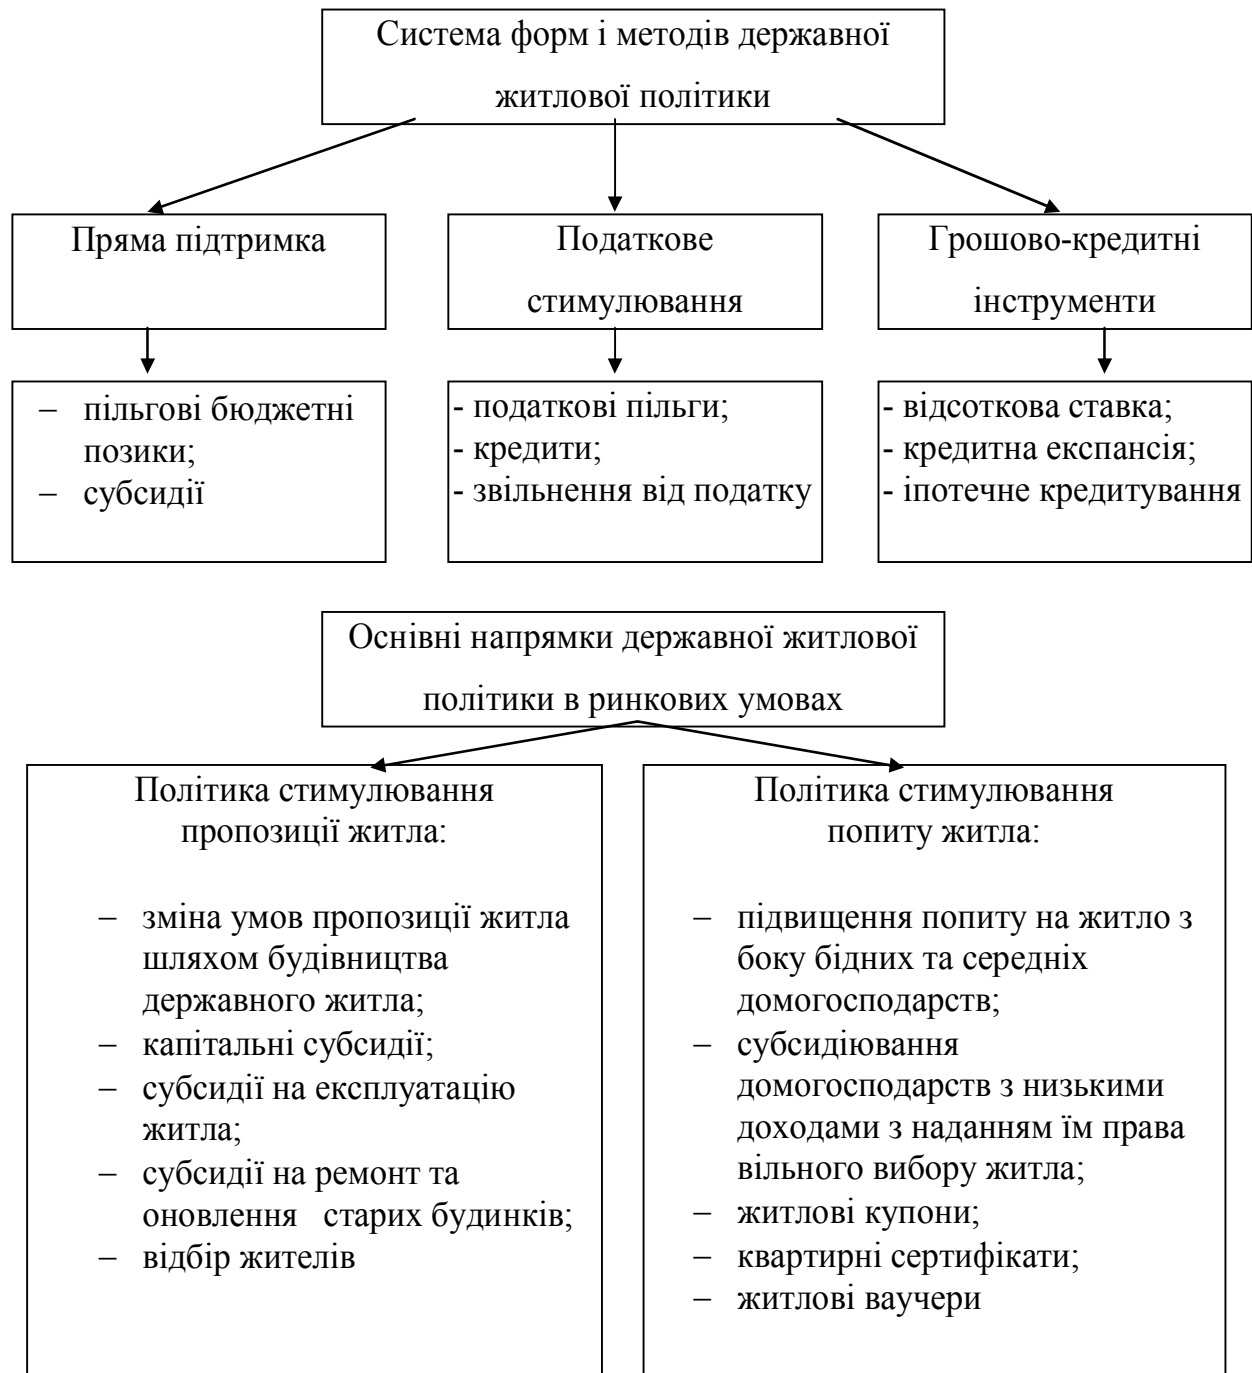 Система форм і методів державної
житлової політики
Пряма підтримка
Податкове
стимулювання
Грошово-кредитні
інструменти
– пільгові бюджетні
позики;
– субсидії
- податкові пільги;
- кредити;
- звільнення від податку
- відсоткова ставка;
- кредитна експансія;
- іпотечне кредитування
Основні напрямки державної житлової
політики в ринкових умовах
Політика стимулювання
пропозиції житла:
– зміна умов пропозиції житла
шляхом будівництва
державного житла;
– капітальні субсидії;
– субсидії на експлуатацію
житла;
– субсидії на ремонт та
оновлення старих будинків;
– відбір жителів
Політика стимулювання
попиту житла:
– підвищення попиту на житло з
боку бідних та середніх
домогосподарств;
– субсидіювання
домогосподарств з низькими
доходами з наданням їм права
вільного вибору житла;
– житлові купони;
– квартирні сертифікати;
– житлові ваучери